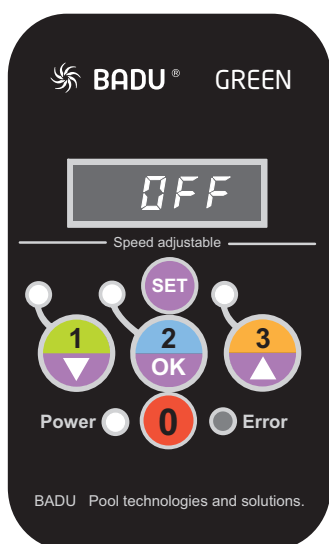 BADU® GREEN
OFF
Speed adjustable
SET
1 2 3
OK
Power 0 Error
BADU Pool technologies and solutions.